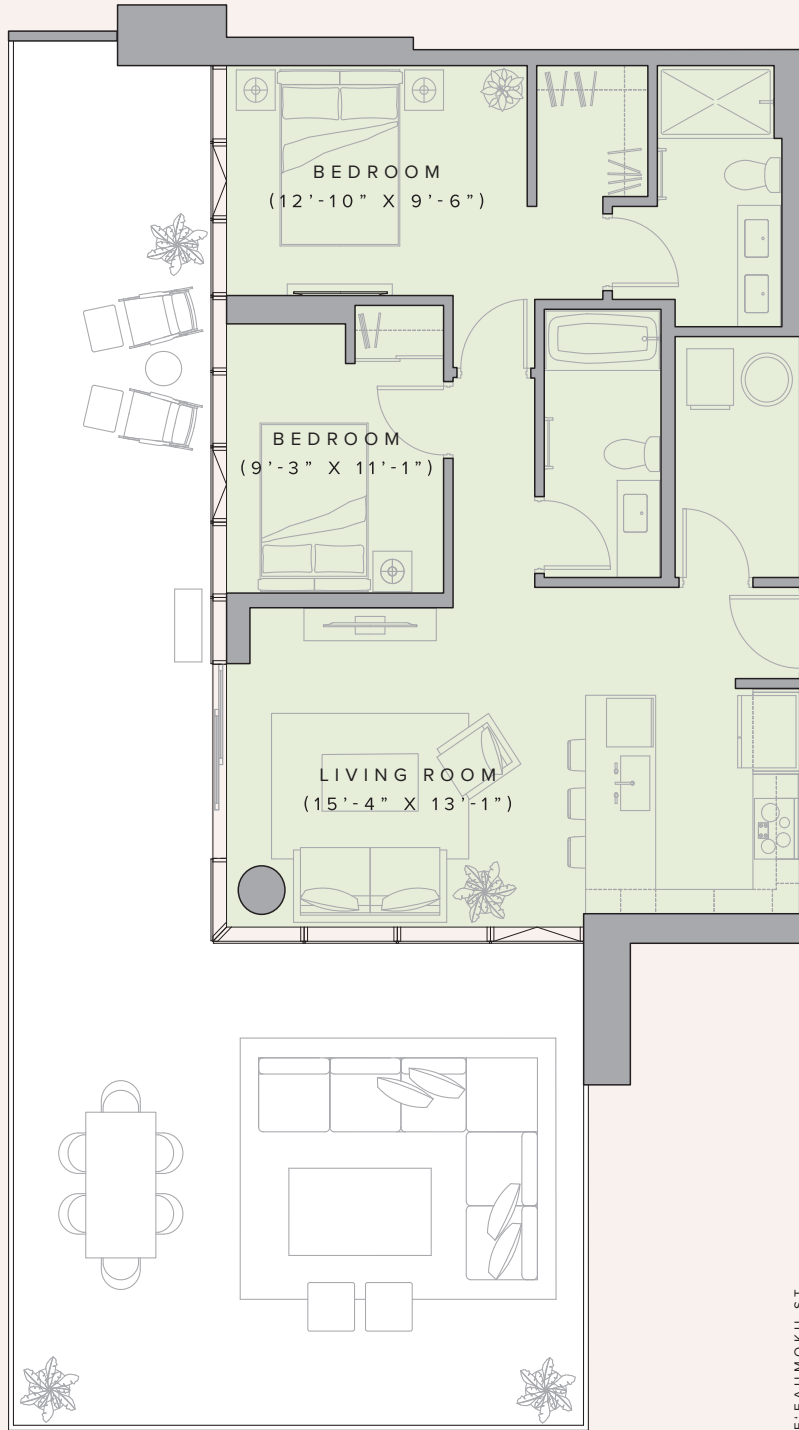 BEDROOM
(12'-10" X 9'-6")
BEDROOM
(9'-3" X 11'-1")
LIVING ROOM
(15'-4" X 13'-1")